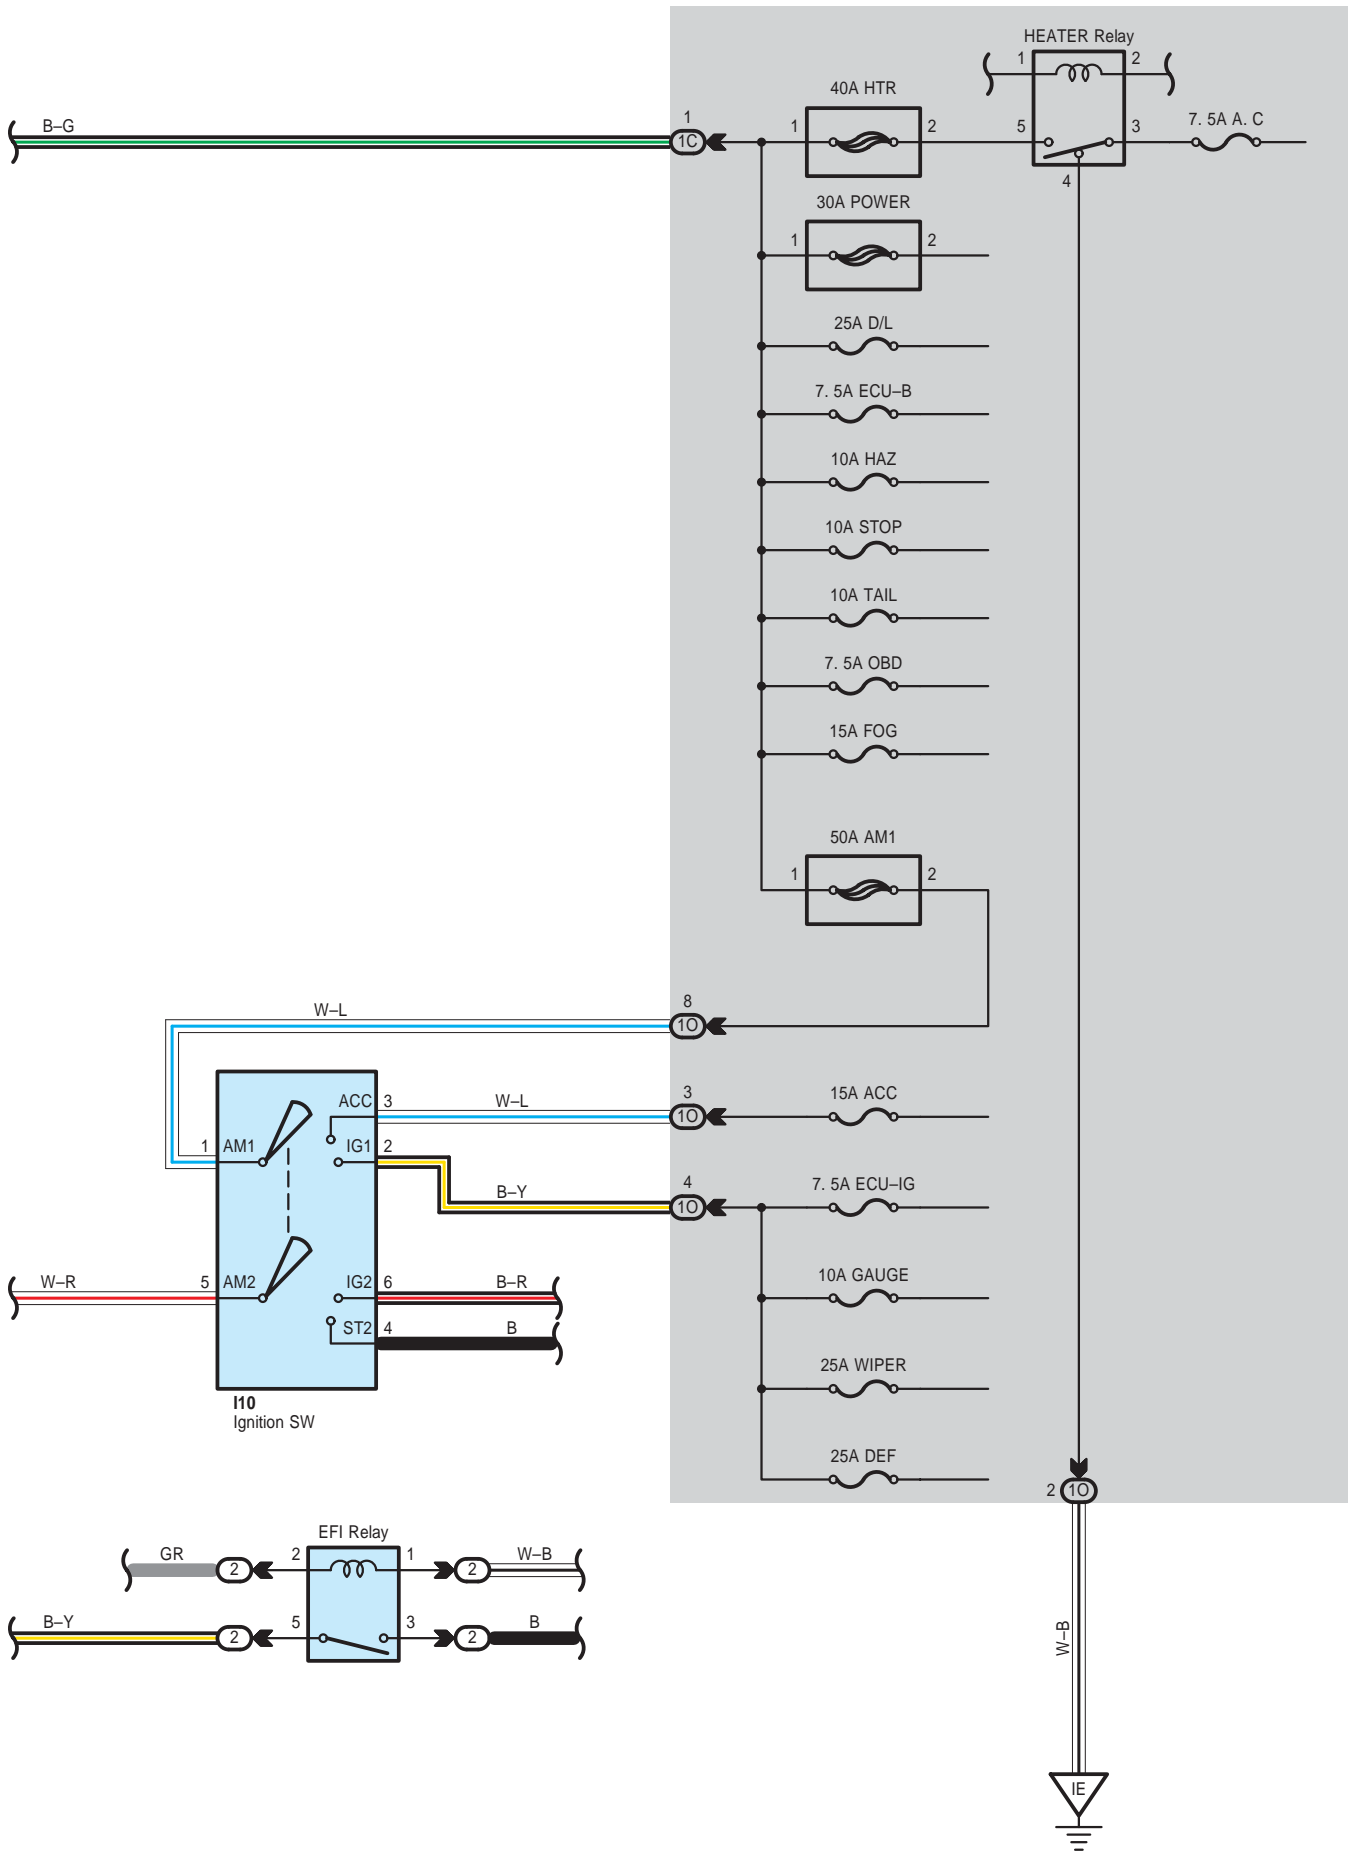 HEATER Relay
1 2
40A HTR
B–G
1
1C
1 2
5 3
7. 5A A. C
4
30A POWER
1 2
25A D/L
7. 5A ECU–B
10A HAZ
10A STOP
10A TAIL
7. 5A OBD
15A FOG
50A AM1
1 2
W–L
8
1O
ACC 3
W–L
3
1O
15A ACC
1 AM1
IG1 2
B–Y
4
1O
7. 5A ECU–IG
W–R
5 AM2
IG2 6
B–R
10A GAUGE
ST2 4
B
25A WIPER
I10
Ignition SW
25A DEF
2 1O
EFI Relay
GR
2
2 1
2
W–B
B–Y
2
5 3
2
B
W–B
IE